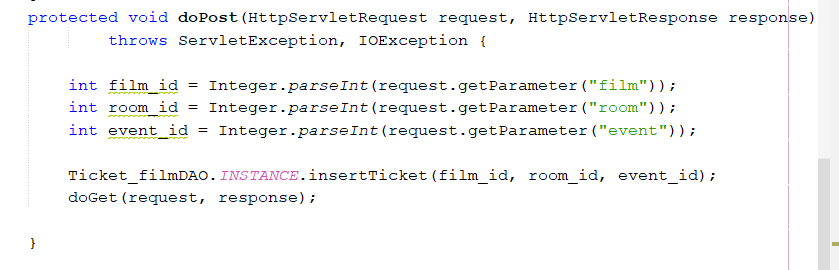 protected void doPost(HttpServletRequest request, HttpServletResponse response)
throws ServletException, IOException {
int film_id = Integer.parseInt(request.getParameter("film"));
int room_id = Integer.parseInt(request.getParameter("room"));
int event_id = Integer.parseInt(request.getParameter("event"));
Ticket_filmDAO.INSTANCE.insertTicket(film_id, room_id, event_id);
doGet(request, response);
}